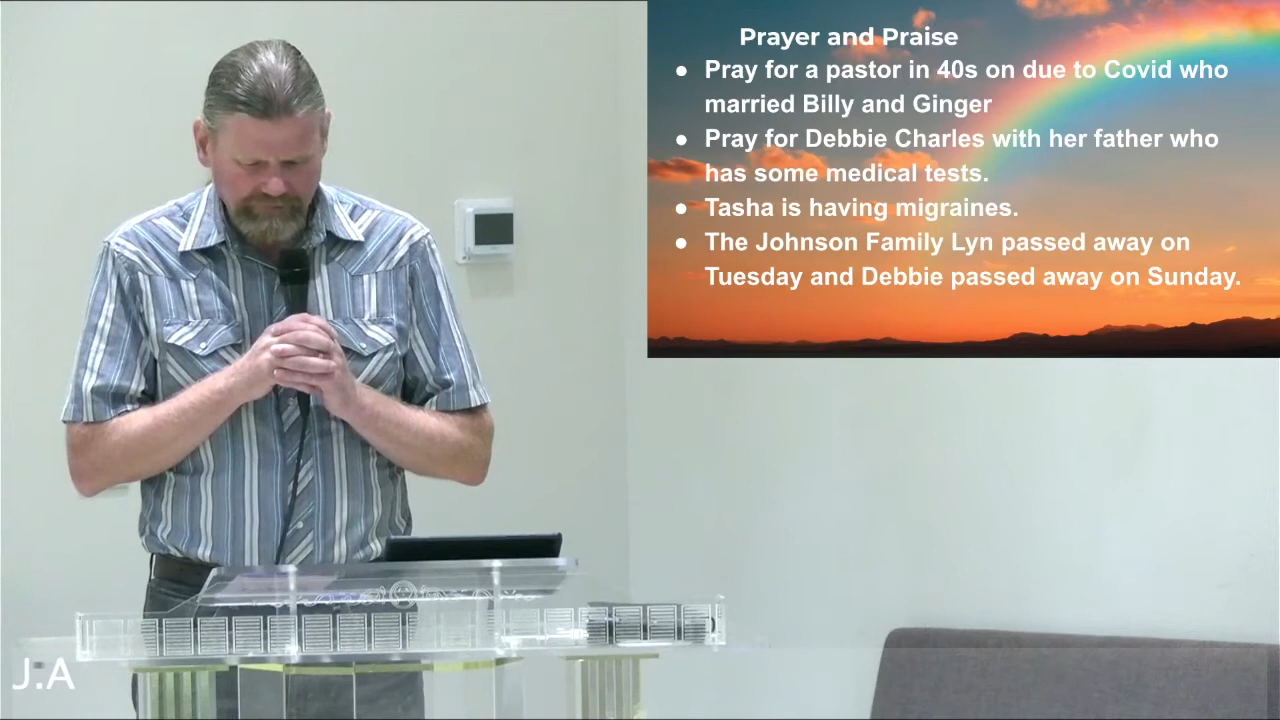 Prayer and Praise
● Pray for a pastor in 40s on due to Covid who
married Billy and Ginger
● Pray for Debbie Charles with her father who
has some medical tests.
● Tasha is having migraines.
● The Johnson Family Lyn passed away on
Tuesday and Debbie passed away on Sunday.
J:A